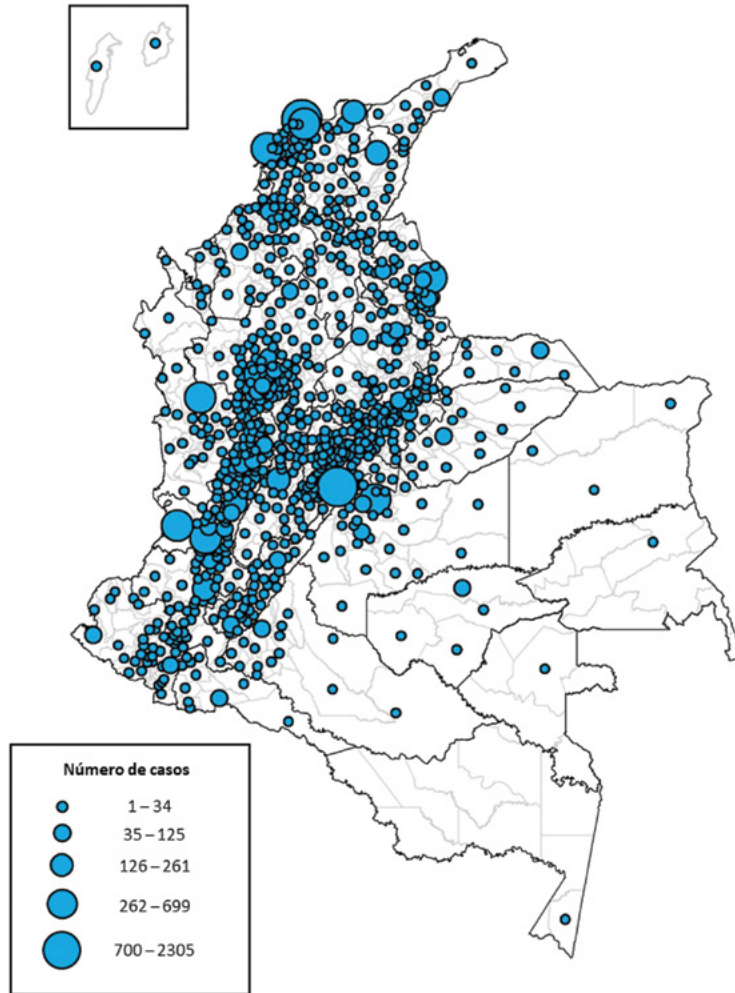 Número de casos
1 – 34
35 – 125
126 – 261
262 – 699
700 – 2305